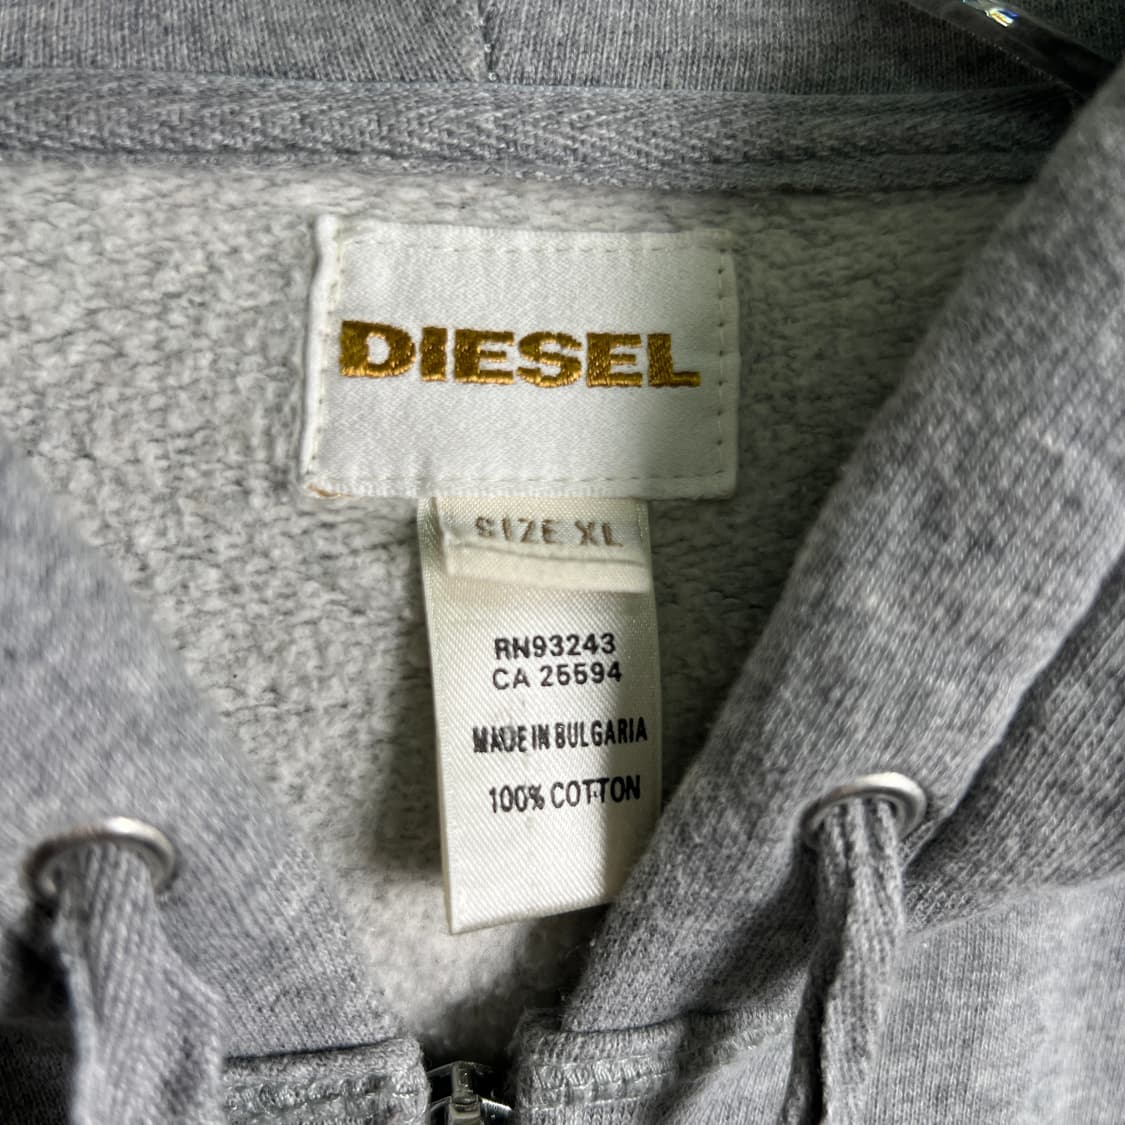 DIESEL
SIZE XL
RN93243
CA 25594
MADE IN BULGARIA
100% COTTON